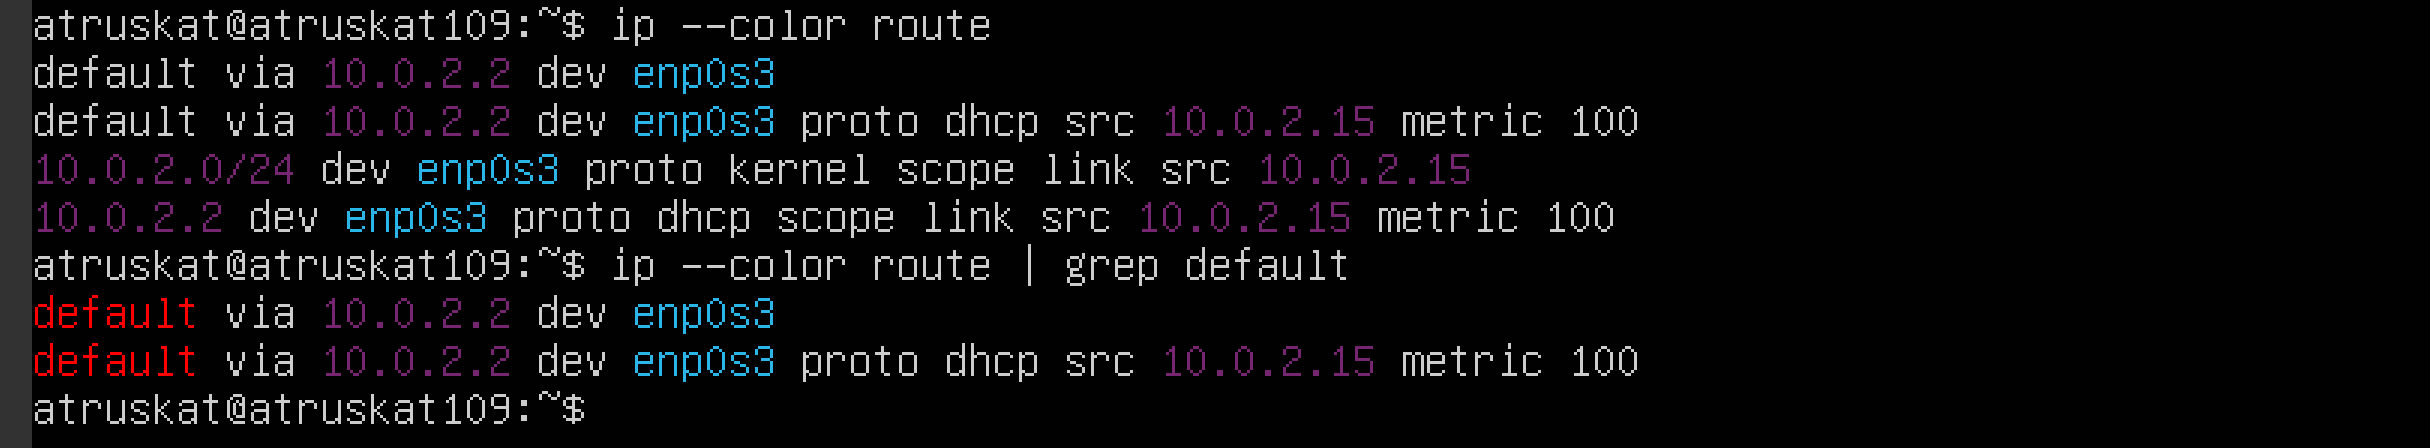 atruskat@atruskat109:~$ ip --color route
default via 10.0.2.2 dev enp0s3
default via 10.0.2.2 dev enp0s3 proto dhcp src 10.0.2.15 metric 100
10.0.2.0/24 dev enp0s3 proto kernel scope link src 10.0.2.15
10.0.2.2 dev enp0s3 proto dhcp scope link src 10.0.2.15 metric 100
atruskat@atruskat109:~$ ip --color route | grep default
default via 10.0.2.2 dev enp0s3
default via 10.0.2.2 dev enp0s3 proto dhcp src 10.0.2.15 metric 100
atruskat@atruskat109:~$